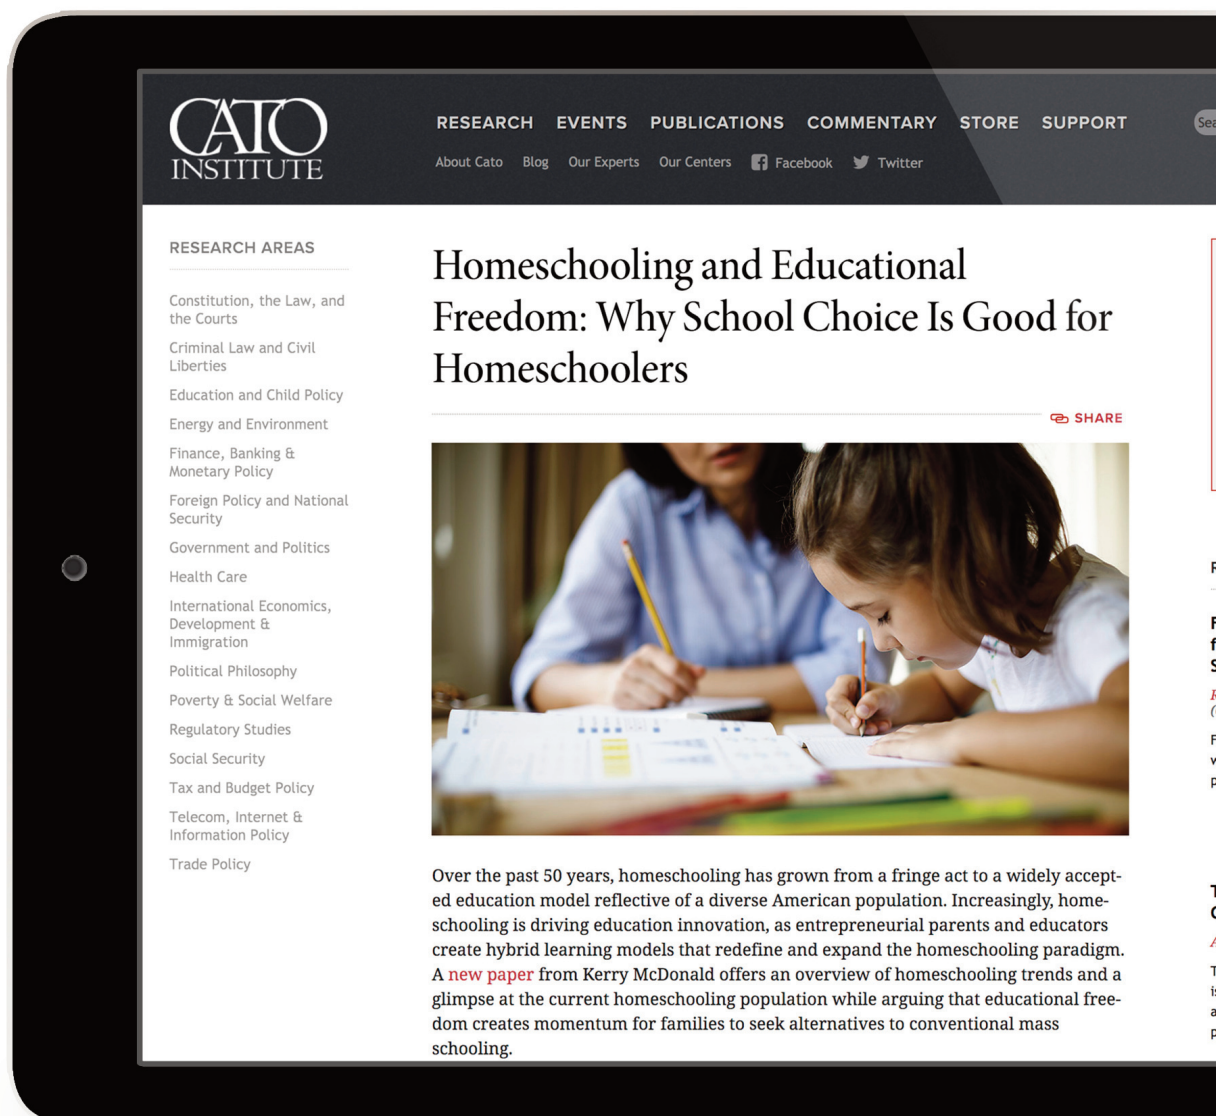 CATO
INSTITUTE
RESEARCH EVENTS PUBLICATIONS COMMENTARY STORE SUPPORT
About Cato Blog Our Experts Our Centers Facebook Twitter
RESEARCH AREAS
Constitution, the Law, and
the Courts
Criminal Law and Civil
Liberties
Education and Child Policy
Energy and Environment
Finance, Banking &
Monetary Policy
Foreign Policy and National
Security
Government and Politics
Health Care
International Economics,
Development &
Immigration
Political Philosophy
Poverty & Social Welfare
Regulatory Studies
Social Security
Tax and Budget Policy
Telecom, Internet &
Information Policy
Trade Policy
Homeschooling and Educational
Freedom: Why School Choice Is Good for
Homeschoolers
SHARE
Over the past 50 years, homeschooling has grown from a fringe act to a widely accept-
ed education model reflective of a diverse American population. Increasingly, home-
schooling is driving education innovation, as entrepreneurial parents and educators
create hybrid learning models that redefine and expand the homeschooling paradigm.
A new paper from Kerry McDonald offers an overview of homeschooling trends and a
glimpse at the current homeschooling population while arguing that educational free-
dom creates momentum for families to seek alternatives to conventional mass
schooling.